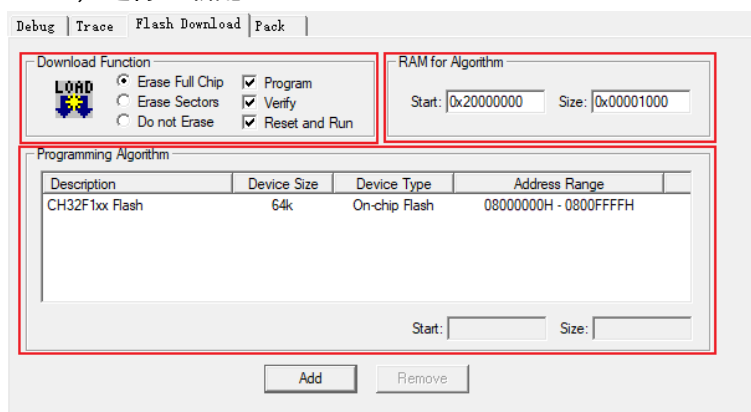 Debug Trace Flash Download Pack
Download Function
LOAD
Erase Full Chip
Erase Sectors
Do not Erase
Program
Verify
Reset and Run
RAM for Algorithm
Start: 0x20000000 Size: 0x00001000
Programming Algorithm
Description Device Size Device Type Address Range
CH32F1xx Flash 64k On-chip Flash 08000000H - 0800FFFFH
Start: Size:
Add Remove